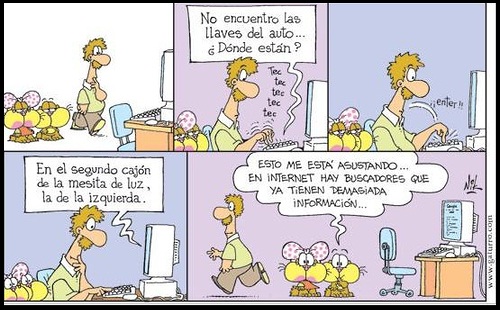 No encuentro las
llaves del auto...
¿Dónde están?
Tec
tec
tec
tec
tec
¡¡enter!!
En el segundo cajón
de la mesita de luz,
la de la izquierda.
ESTO ME ESTÁ ASUSTANDO...
EN INTERNET HAY BUSCADORES QUE
YA TIENEN DEMASIADA
INFORMACIÓN...
NIK
Google
www.gaturro.com